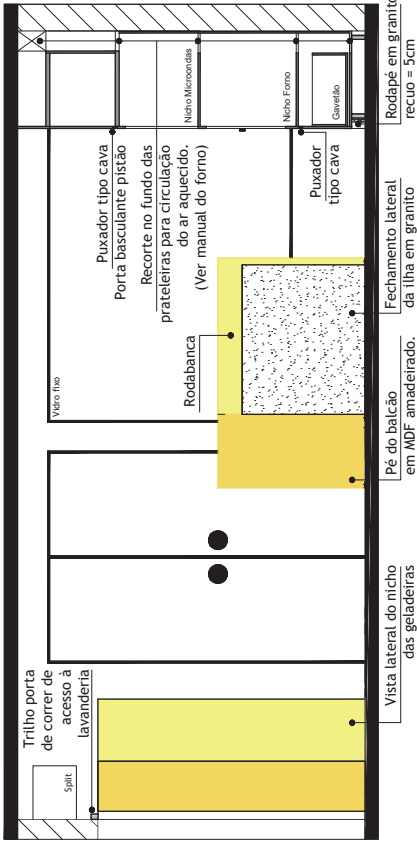 Split
Trilho porta
de correr de
acesso à
lavanderia
Vidro fixo
Rodabanca
Puxador tipo cava
Porta basculante pistão
Recorte no fundo das
prateleiras para circulação
do ar aquecido.
(Ver manual do forno)
Nicho Microondas
Nicho Forno
Gavetão
Puxador
tipo cava
Vista lateral do nicho
das geladeiras
Pé do balcão
em MDF amadeirado.
Fechamento lateral
da ilha em granito
Rodapé em granito
recuo = 5cm